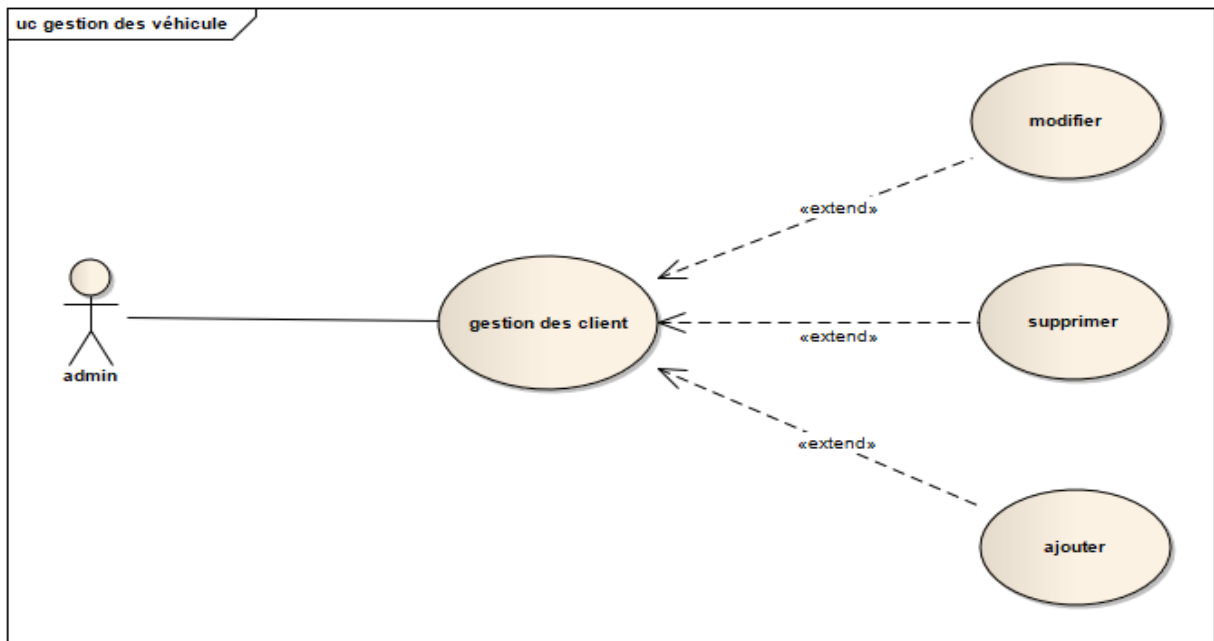 uc gestion des véhicule
modifier
«extend»
gestion des client
supprimer
«extend»
admin
«extend»
ajouter